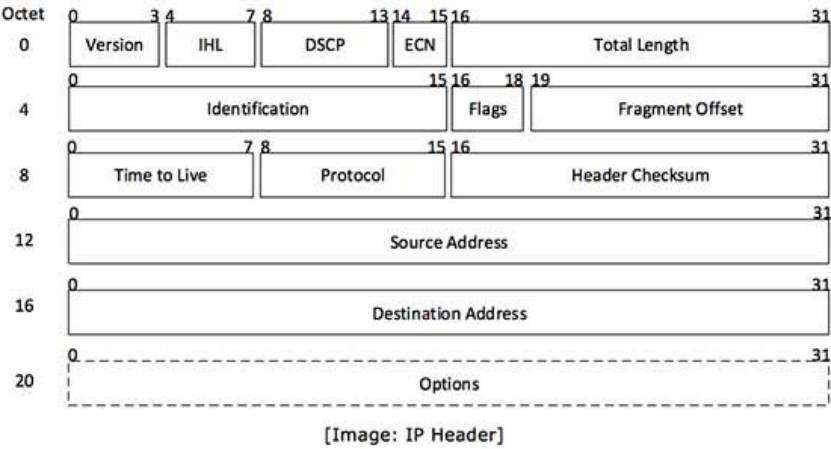 Octet 0 3 4 7 8 13 14 15 16 31
0 Version IHL DSCP ECN Total Length
0 15 16 18 19 31
4 Identification Flags Fragment Offset
0 7 8 15 16 31
8 Time to Live Protocol Header Checksum
0 31
12 Source Address
0 31
16 Destination Address
0 31
20 Options
[Image: IP Header]